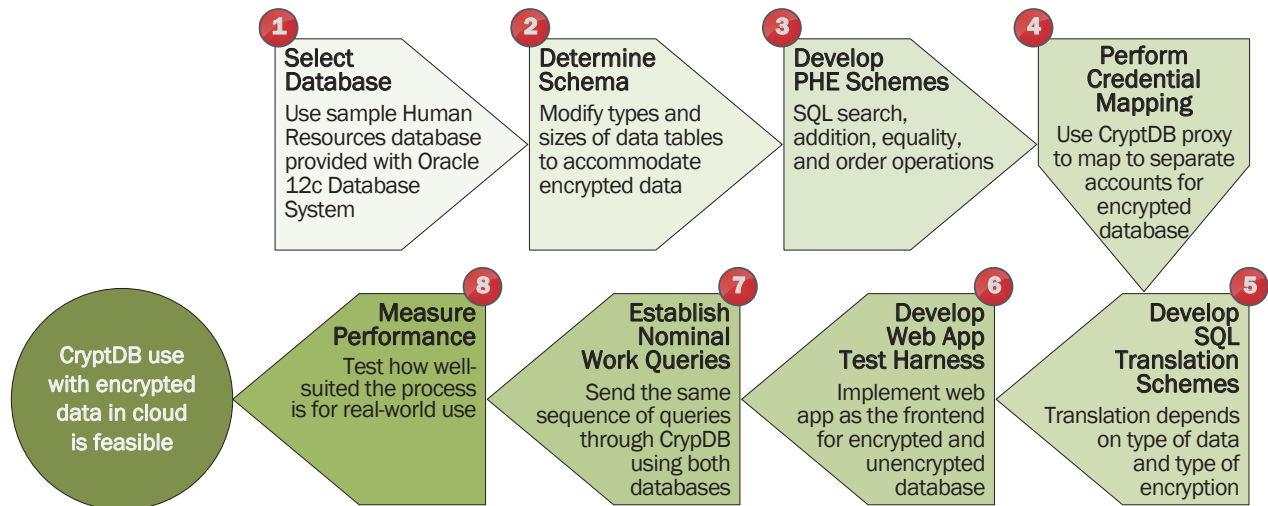 1
Select
Database
Use sample Human
Resources database
provided with Oracle
12c Database
System
2
Determine
Schema
Modify types and
sizes of data tables
to accommodate
encrypted data
3
Develop
PHE Schemes
SQL search,
addition, equality,
and order operations
4
Perform
Credential
Mapping
Use CryptDB proxy
to map to separate
accounts for
encrypted
database
5
Develop
SQL
Translation
Schemes
Translation depends
on type of data
and type of
encryption
6
Develop
Web App
Test Harness
Implement web
app as the frontend
for encrypted and
unencrypted
database
7
Establish
Nominal
Work Queries
Send the same
sequence of queries
through CrypDB
using both
databases
8
Measure
Performance
Test how well-
suited the process
is for real-world use
CryptDB use
with encrypted
data in cloud
is feasible